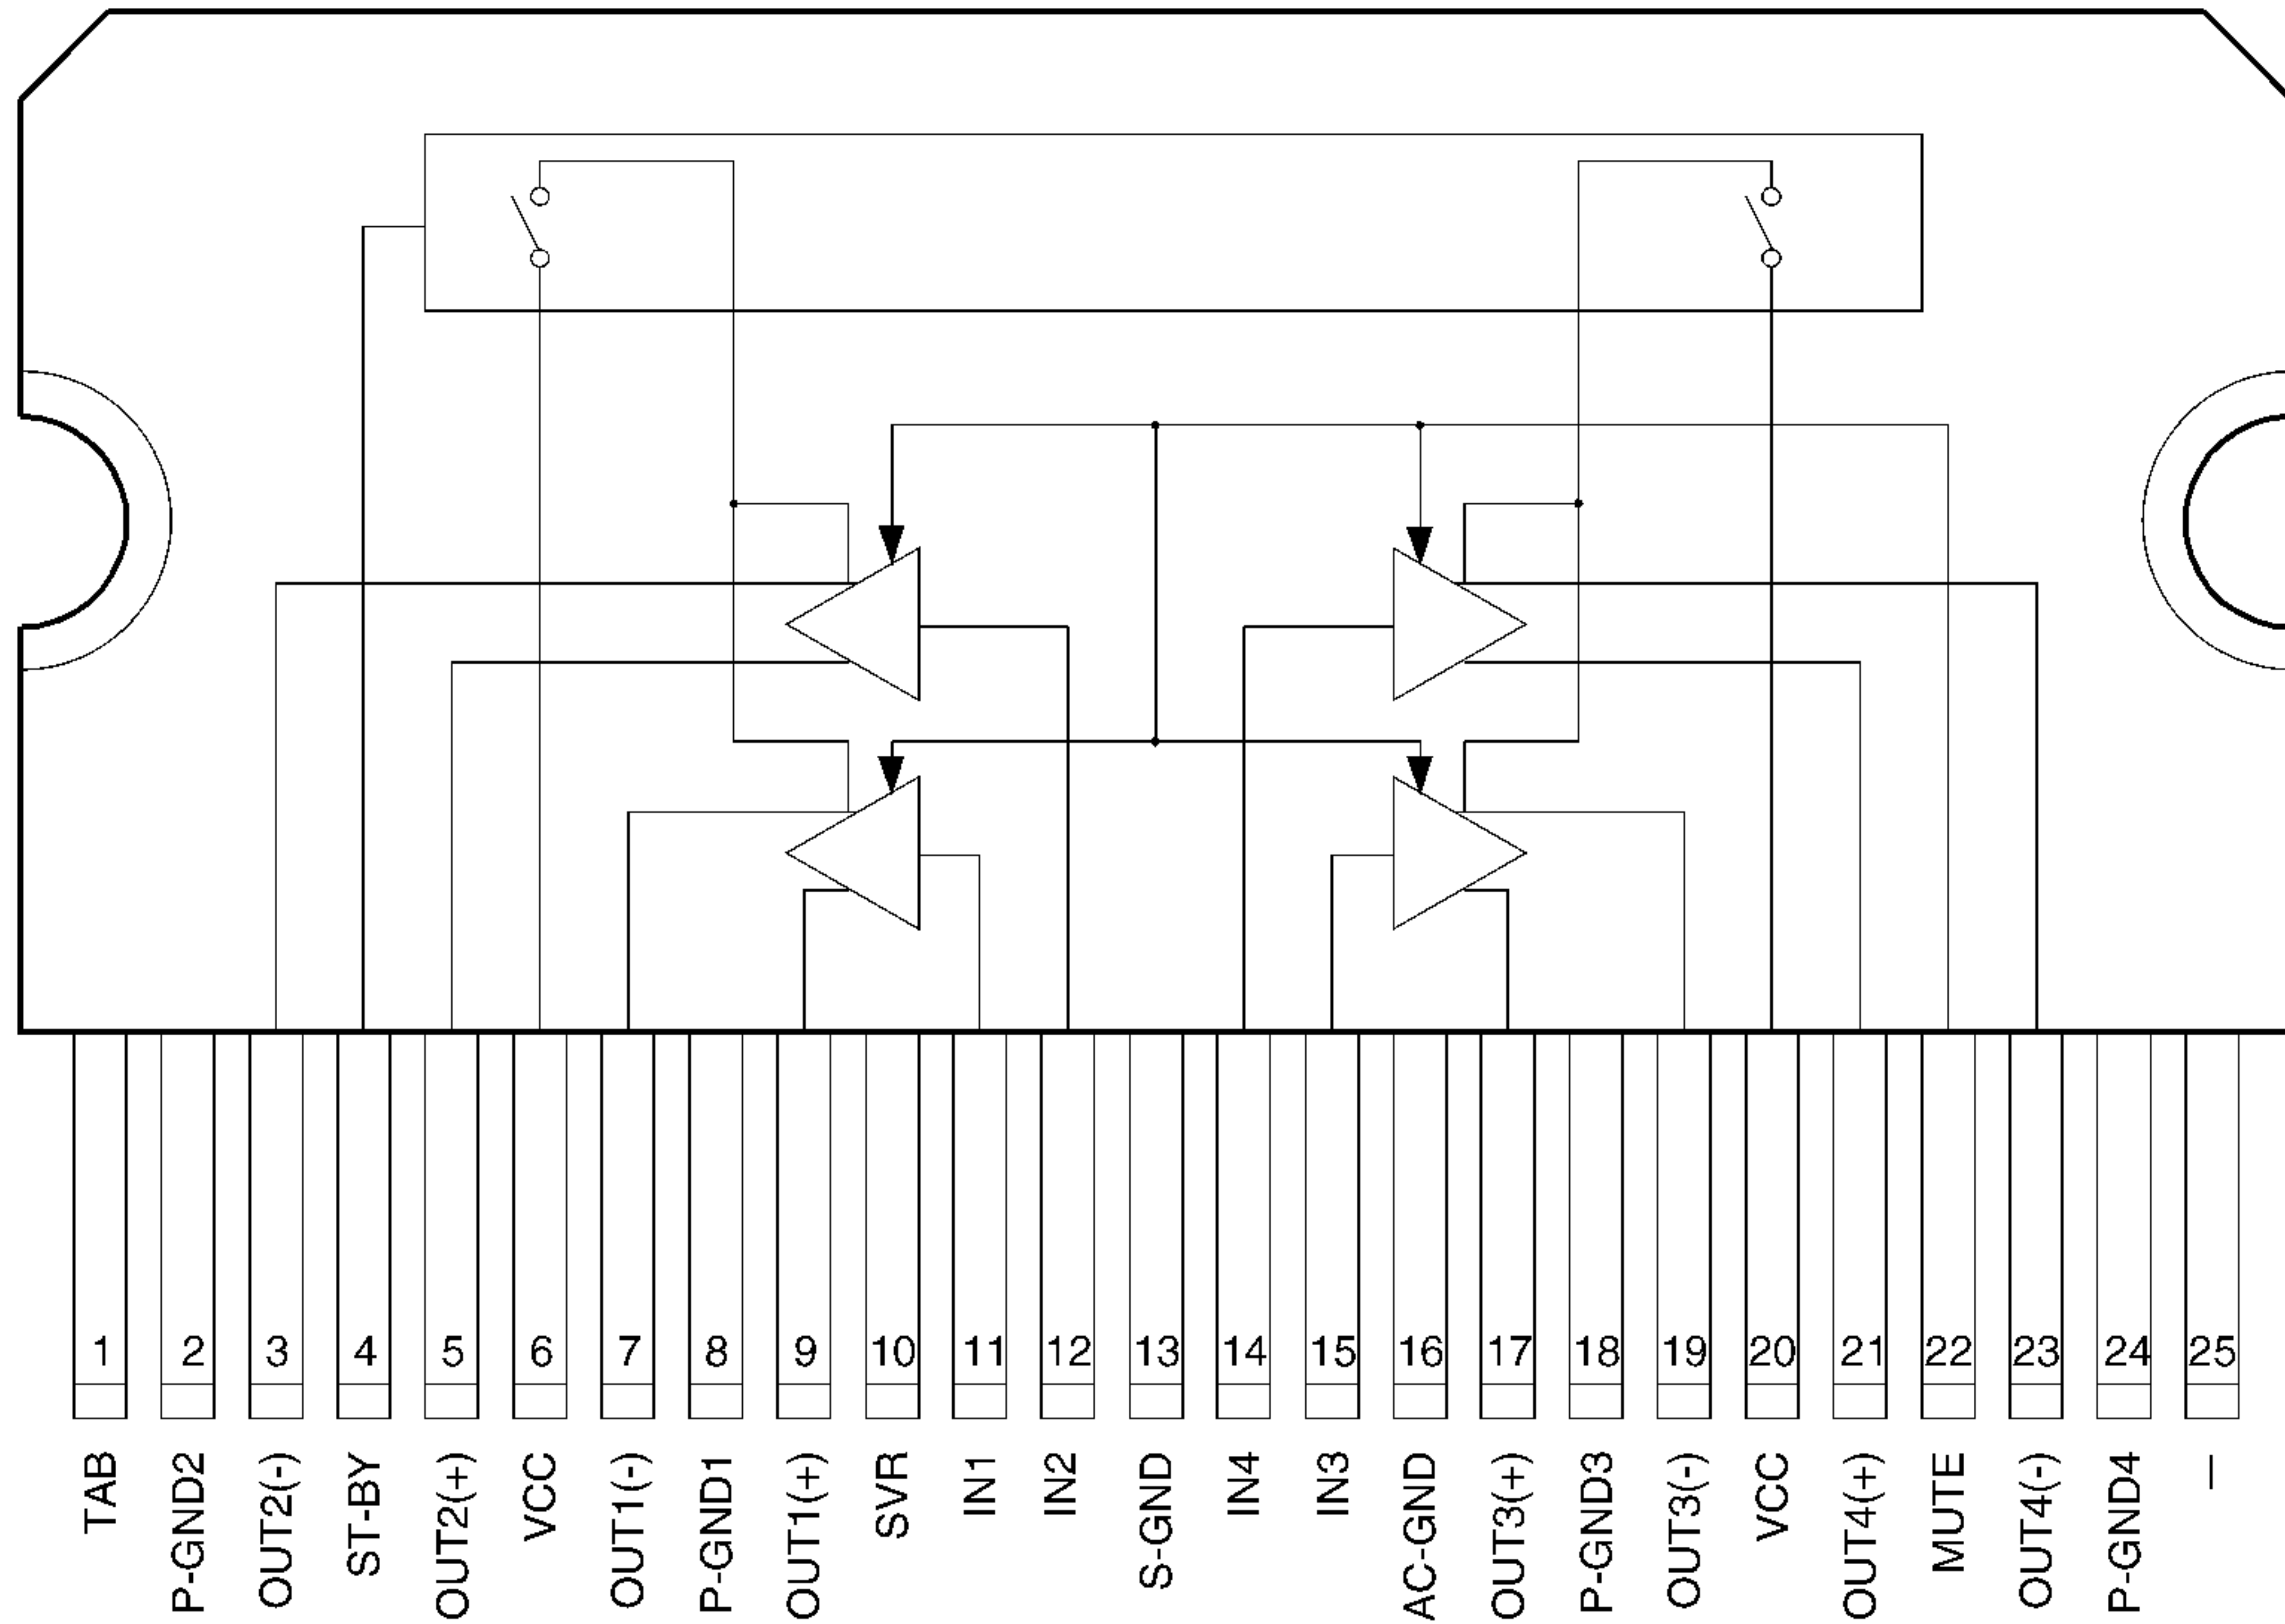 1 2 3 4 5 6 7 8 9 10 11 12 13 14 15 16 17 18 19 20 21 22 23 24 25
TAB
P-GND2
OUT2(-)
ST-BY
OUT2(+)
VCC
OUT1(-)
P-GND1
OUT1(+)
SVR
IN1
IN2
S-GND
IN4
IN3
AC-GND
OUT3(+)
P-GND3
OUT3(-)
VCC
OUT4(+)
MUTE
OUT4(-)
P-GND4
—